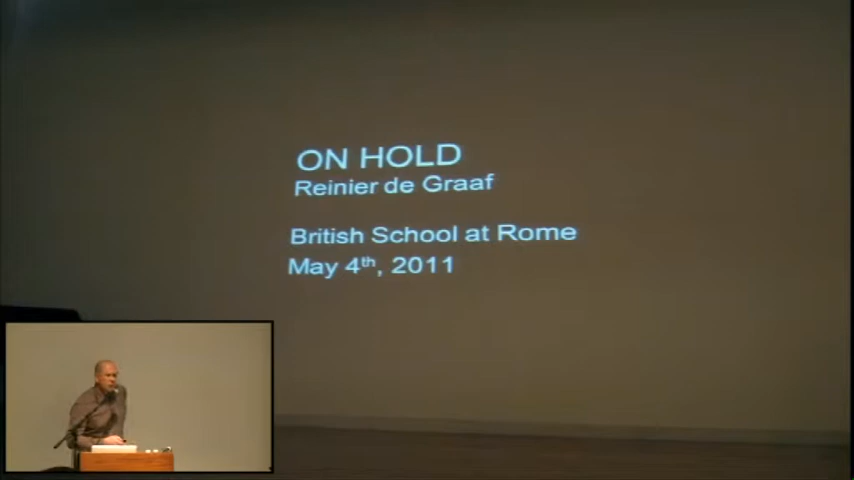 ON HOLD
Reinier de Graaf
British School at Rome
May 4th, 2011